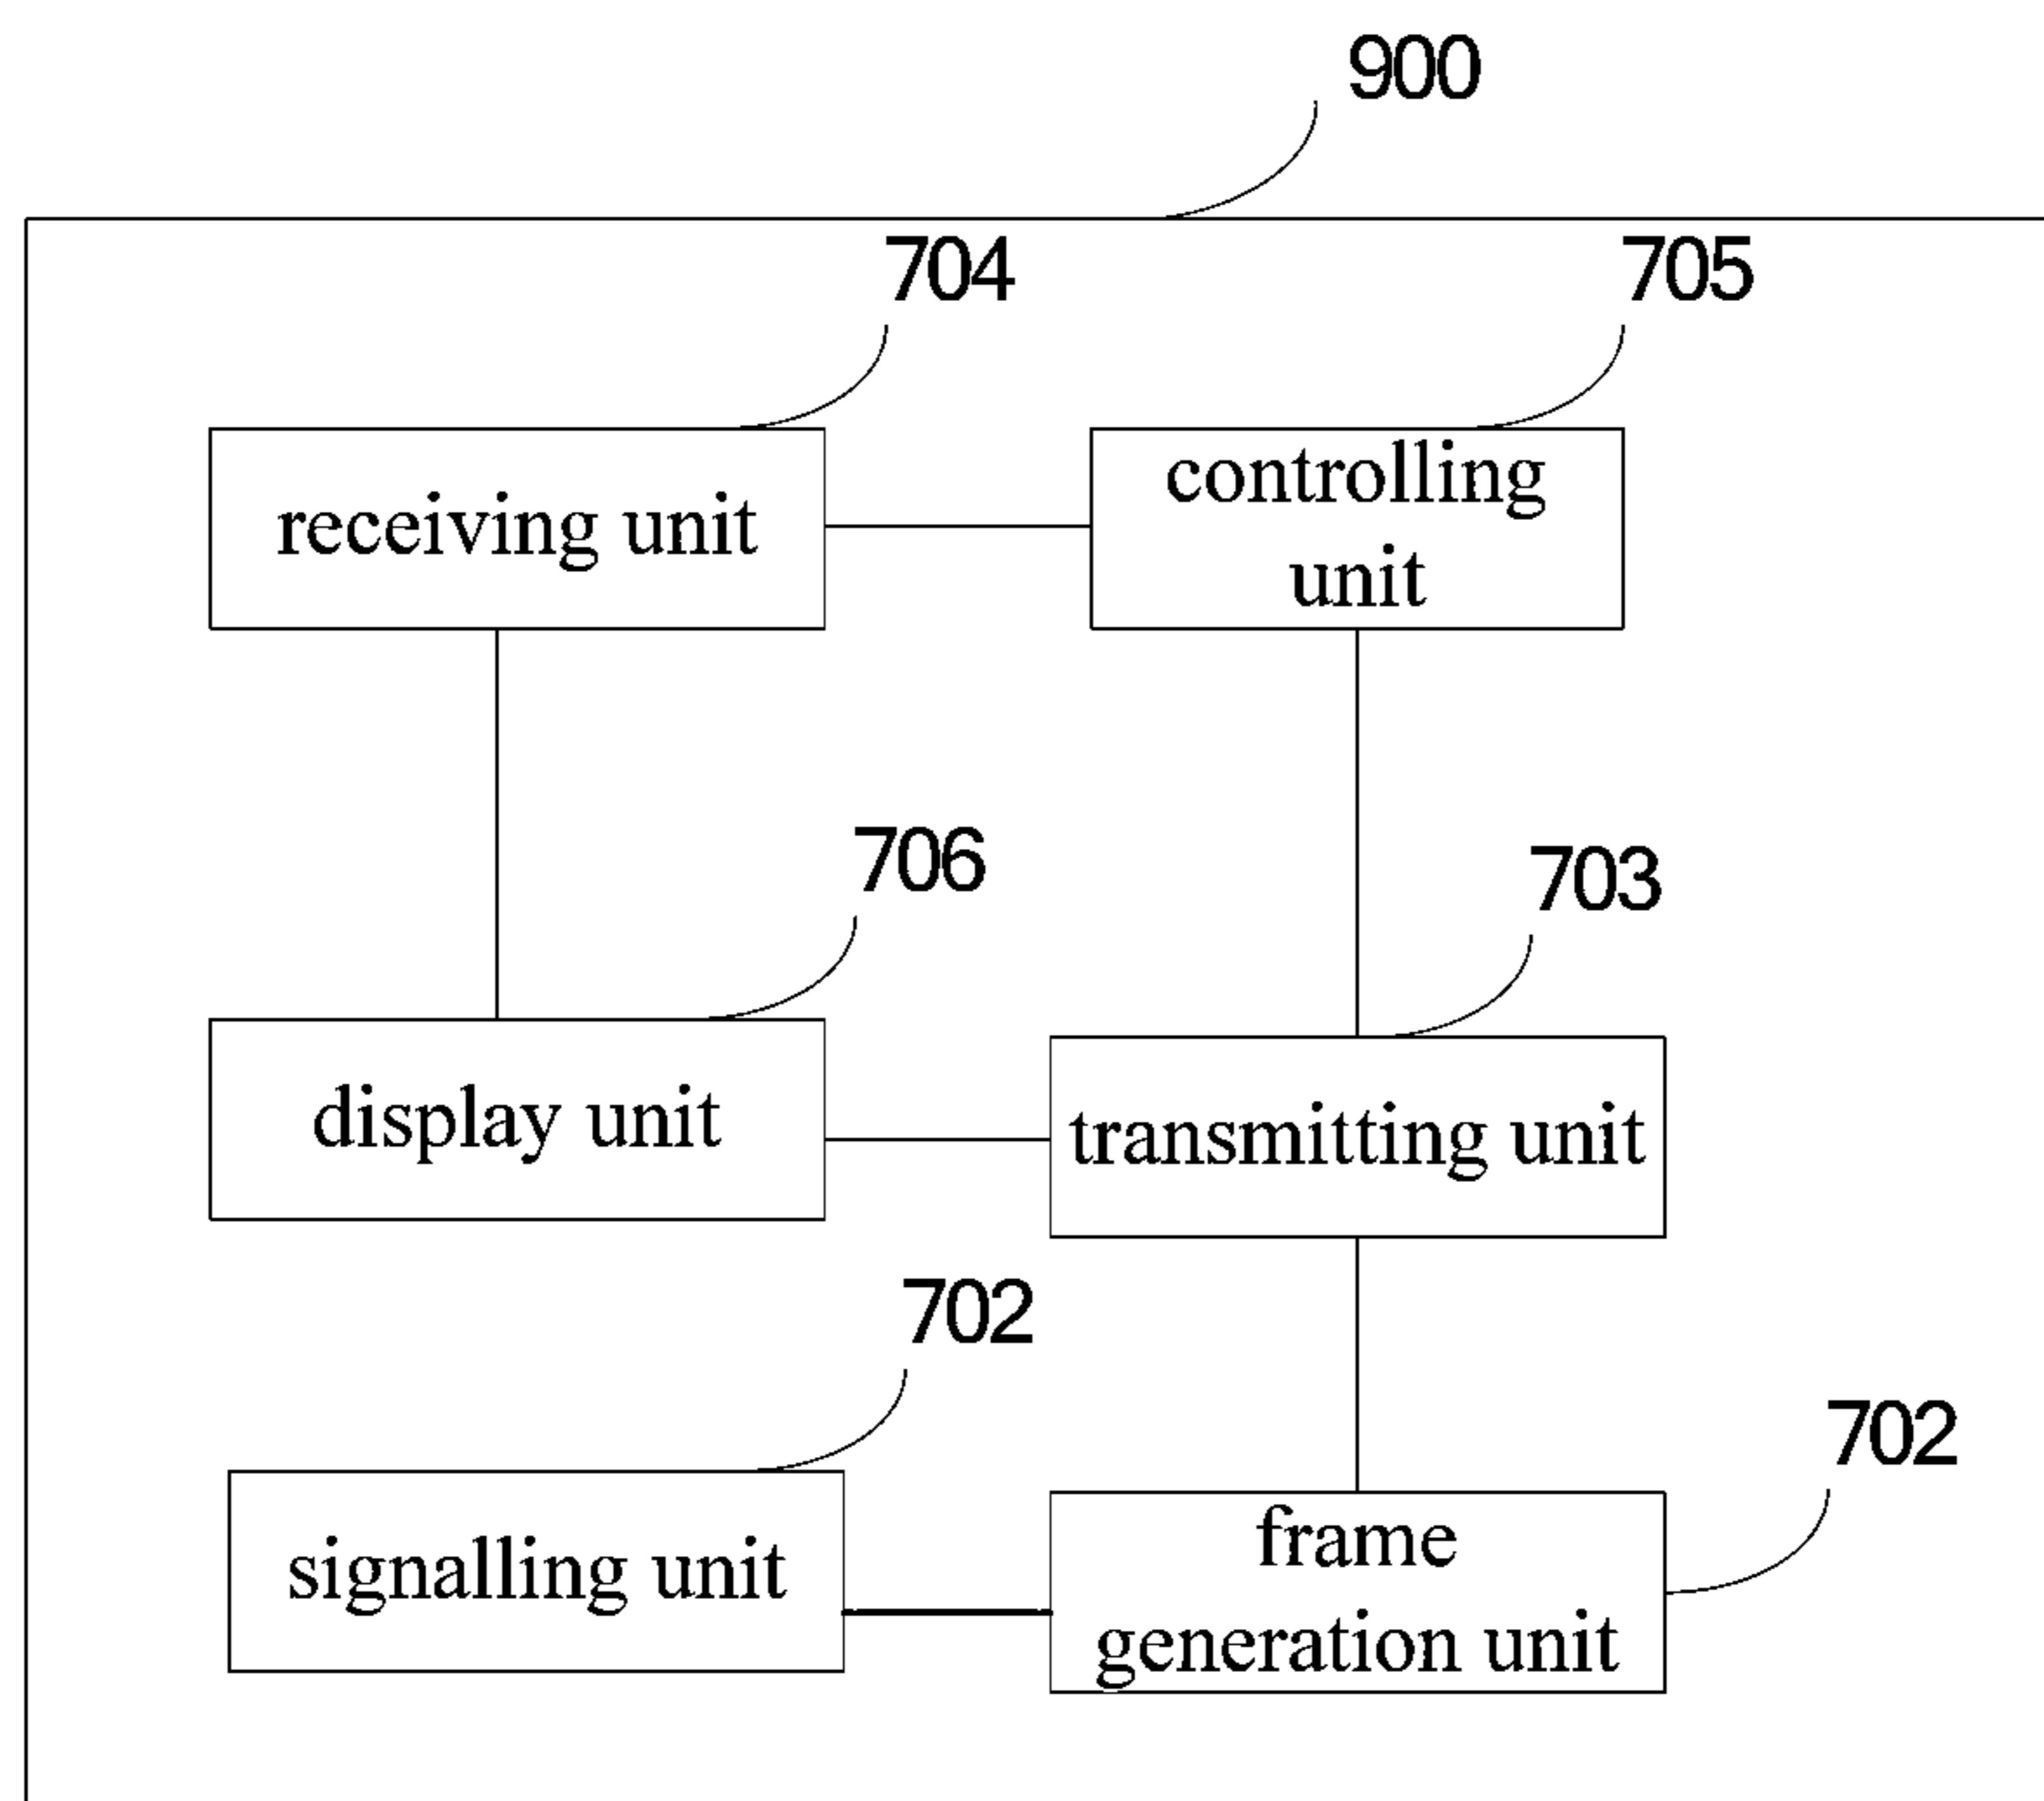 900
704
705
receiving unit
controlling
unit
706
703
display unit
transmitting unit
702
702
signalling unit
frame
generation unit